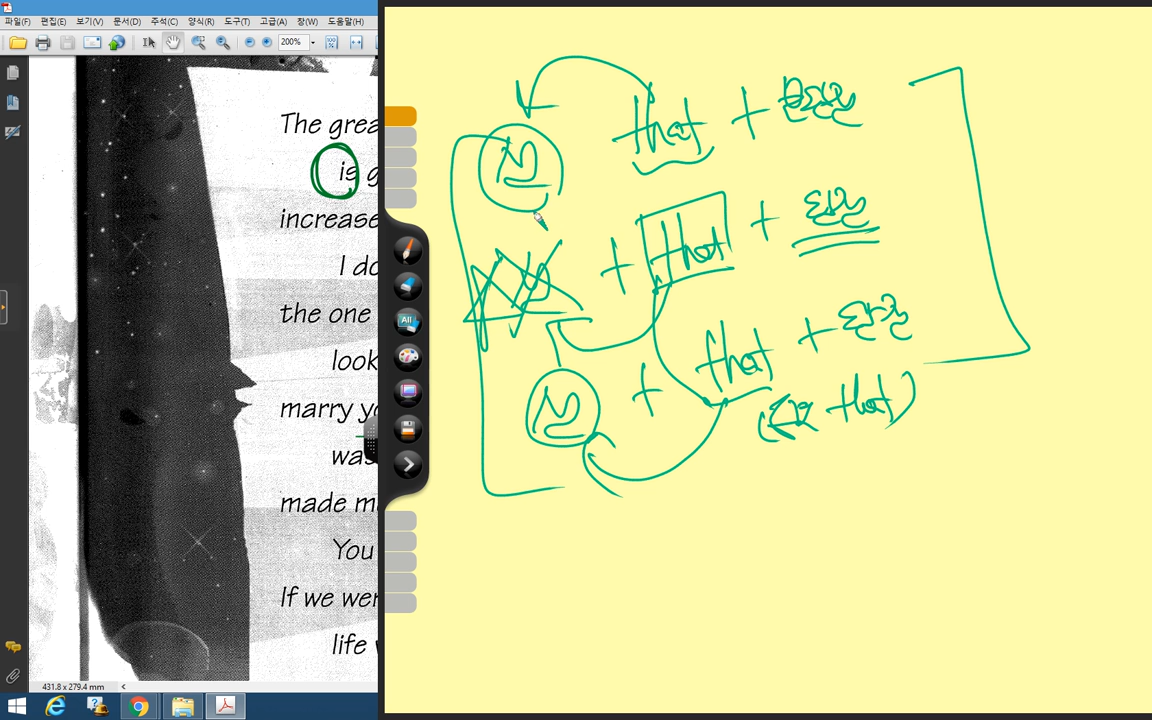 파일(F) 편집(E) 보기(V) 문서(D) 주석(C) 양식(R) 도구(T) 고급(A) 창(W) 도움말(H)
200%
The grea
is g
increase
I do
the one
look
marry yo
was
made m
You
If we wer
life w
431.8 x 279.4 mm
All
that +
+ that + 완전
N + that + 완전
that)